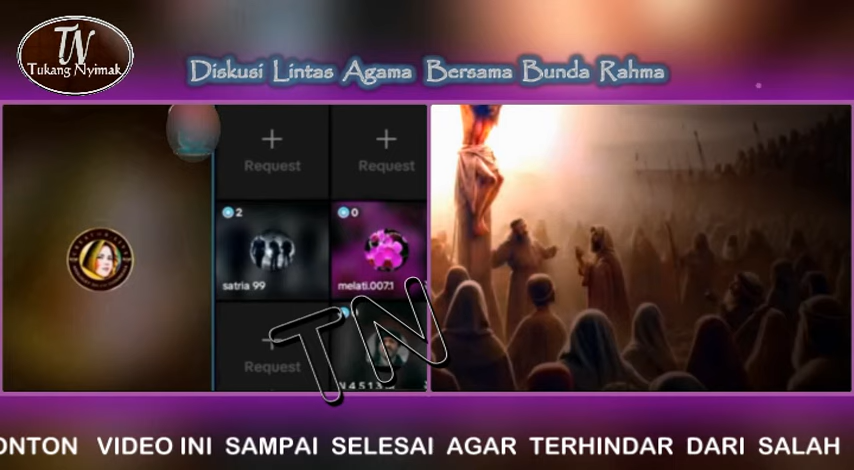 TN
Tukang Nyimak
Diskusi Lintas Agama Bersama Bunda Rahma
Request
Request
2
0
satria 99
melati.0071
TN
Request
VIDEO INI SAMPAI SELESAI AGAR TERHINDAR DARI SALAH